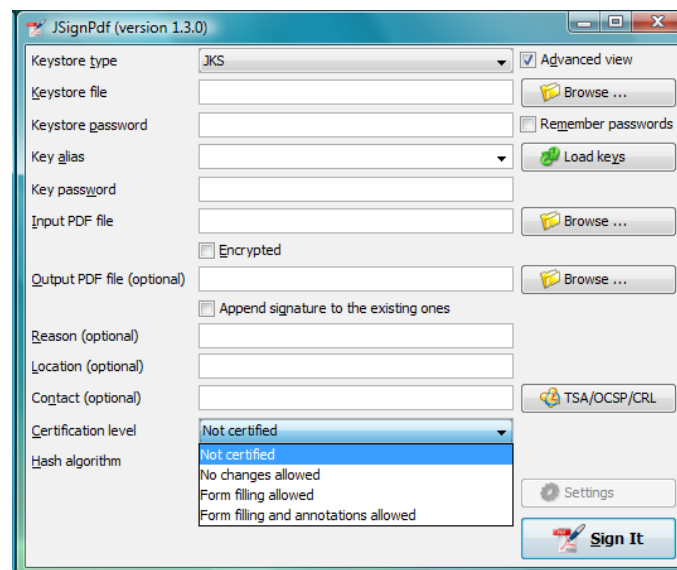 JSignPdf (version 1.3.0)
Keystore type JKS Advanced view
Keystore file Browse ...
Keystore password Remember passwords
Key alias Load keys
Key password
Input PDF file Browse ...
Encrypted
Output PDF file (optional) Browse ...
Append signature to the existing ones
Reason (optional)
Location (optional)
Contact (optional) TSA/OCSP/CRL
Certification level Not certified
Hash algorithm Not certified
No changes allowed
Form filling allowed Settings
Form filling and annotations allowed
Sign It